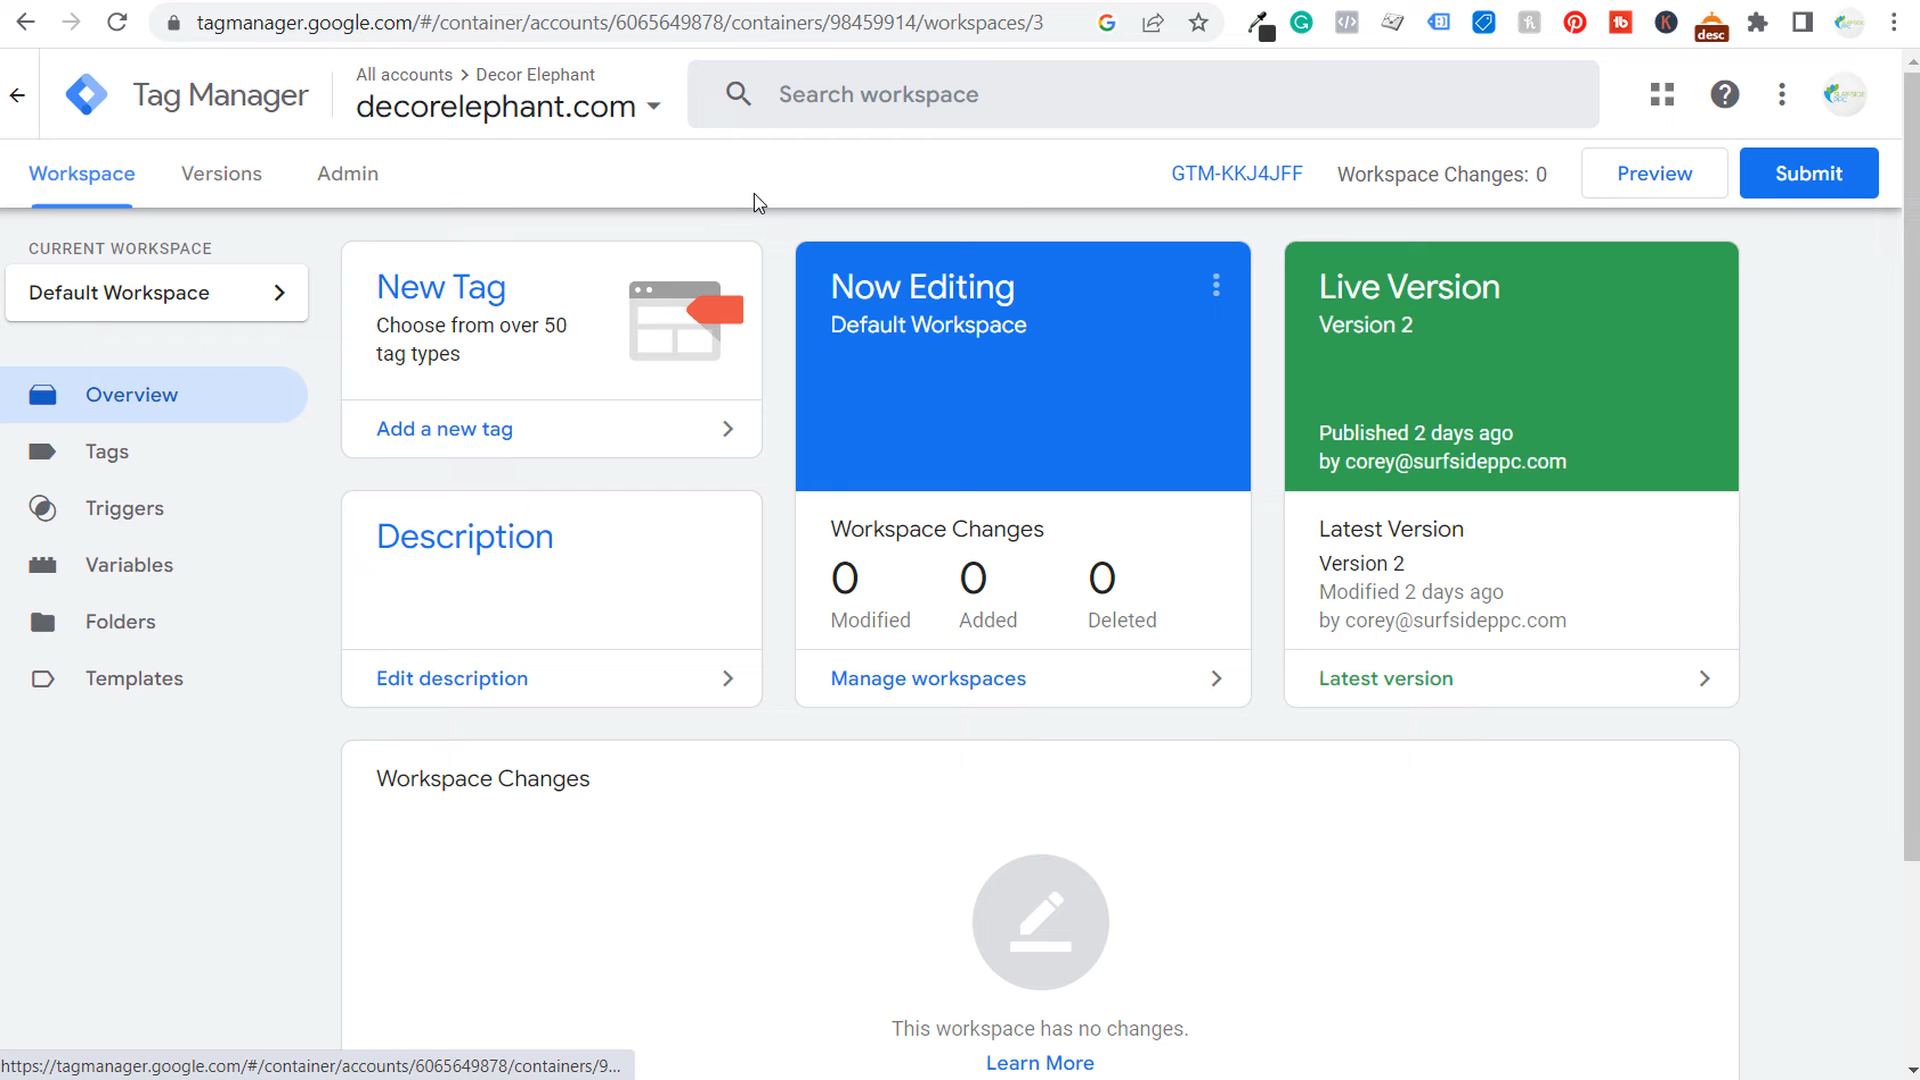 tagmanager.google.com/#/container/accounts/6065649878/containers/98459914/workspaces/3
desc
Tag Manager
All accounts > Decor Elephant
decorelephant.com
Search workspace
Workspace
Versions
Admin
GTM-KKJ4JFF
Workspace Changes: 0
Preview
Submit
CURRENT WORKSPACE
Default Workspace
Overview
Tags
Triggers
Variables
Folders
Templates
New Tag
Choose from over 50
tag types
Add a new tag
Description
Edit description
Now Editing
Default Workspace
Workspace Changes
0 0 0
Modified Added Deleted
Manage workspaces
Live Version
Version 2
Published 2 days ago
by corey@surfsideppc.com
Latest Version
Version 2
Modified 2 days ago
by corey@surfsideppc.com
Latest version
Workspace Changes
This workspace has no changes.
Learn More
https://tagmanager.google.com/#/container/accounts/6065649878/containers/9...